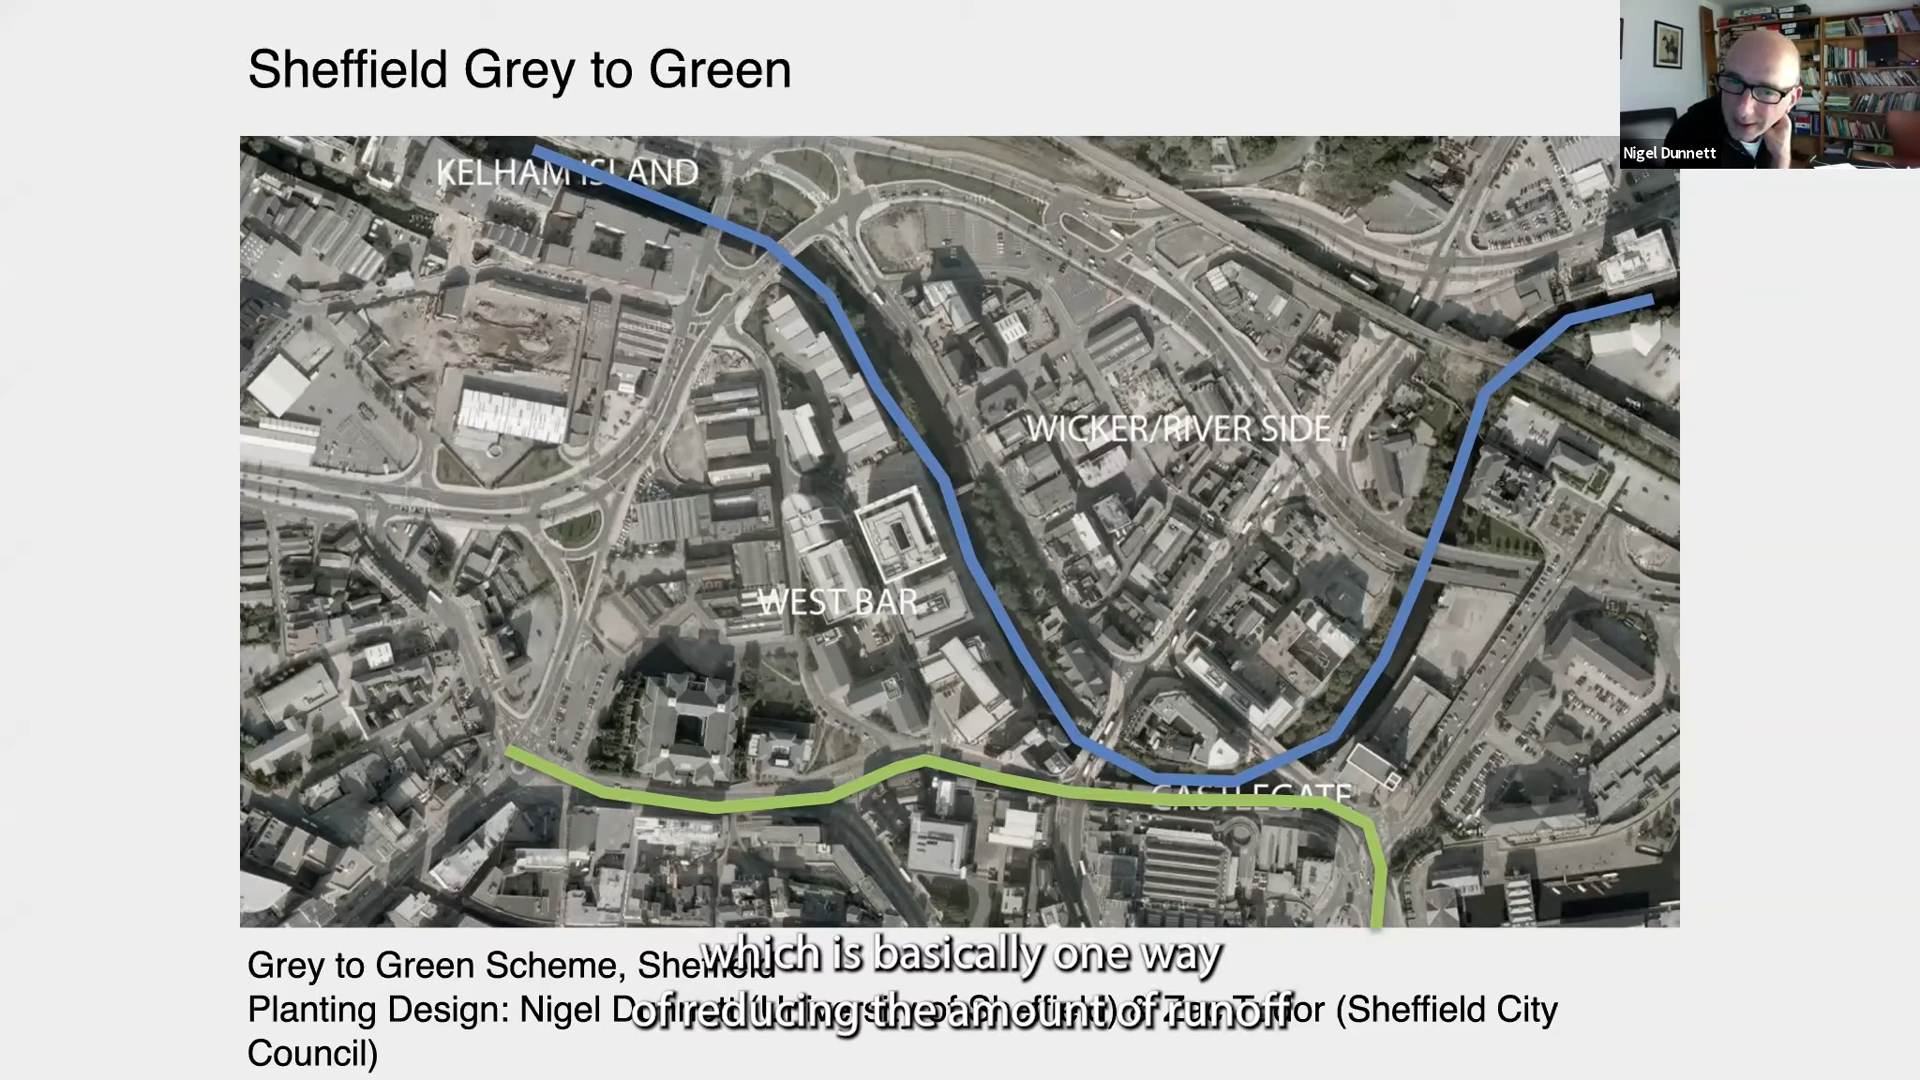 Sheffield Grey to Green
Nigel Dunnett
KELHAM ISLAND
WICKER/RIVER SIDE
WEST BAR
CASTLEGATE
Grey to Green Scheme, Sheffield
which is basically one way
Planting Design: Nigel Dunnett (University of Sheffield) & Zac Tudor (Sheffield City
of reducing the amount of runoff
Council)